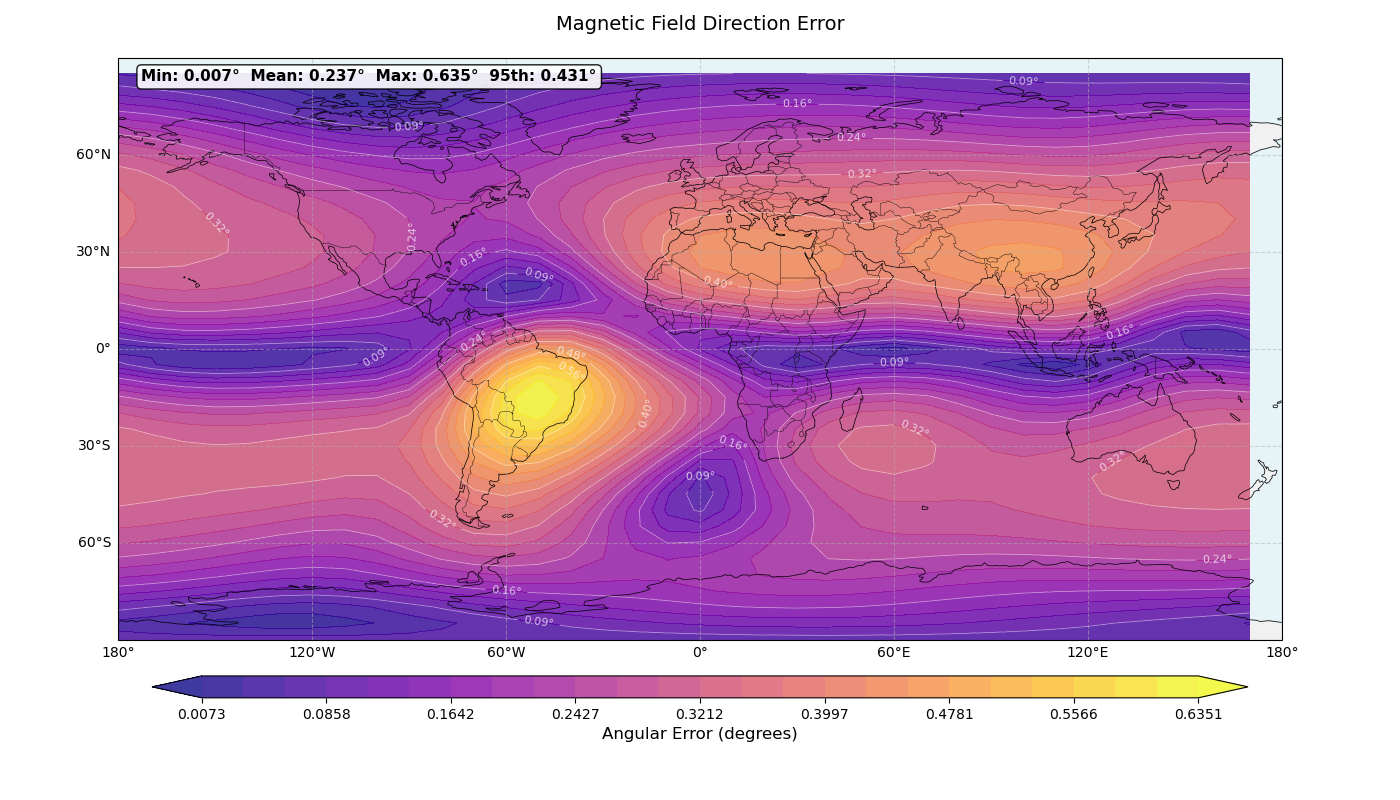 Magnetic Field Direction Error
Min: 0.007°  Mean: 0.237°  Max: 0.635°  95th: 0.431°
0.09°
0.16°
0.09°
0.24°
60°N
0.32°
0.32°
0.24°
30°N
0.16°
0.09°
0.40°
0.16°
0.24°
0°
0.09°
0.48°
0.09°
0.56°
0.40°
0.32°
0.16°
30°S
0.32°
0.09°
0.32°
60°S
0.24°
0.16°
0.09°
180° 120°W 60°W 0° 60°E 120°E 180°
0.0073 0.0858 0.1642 0.2427 0.3212 0.3997 0.4781 0.5566 0.6351
Angular Error (degrees)